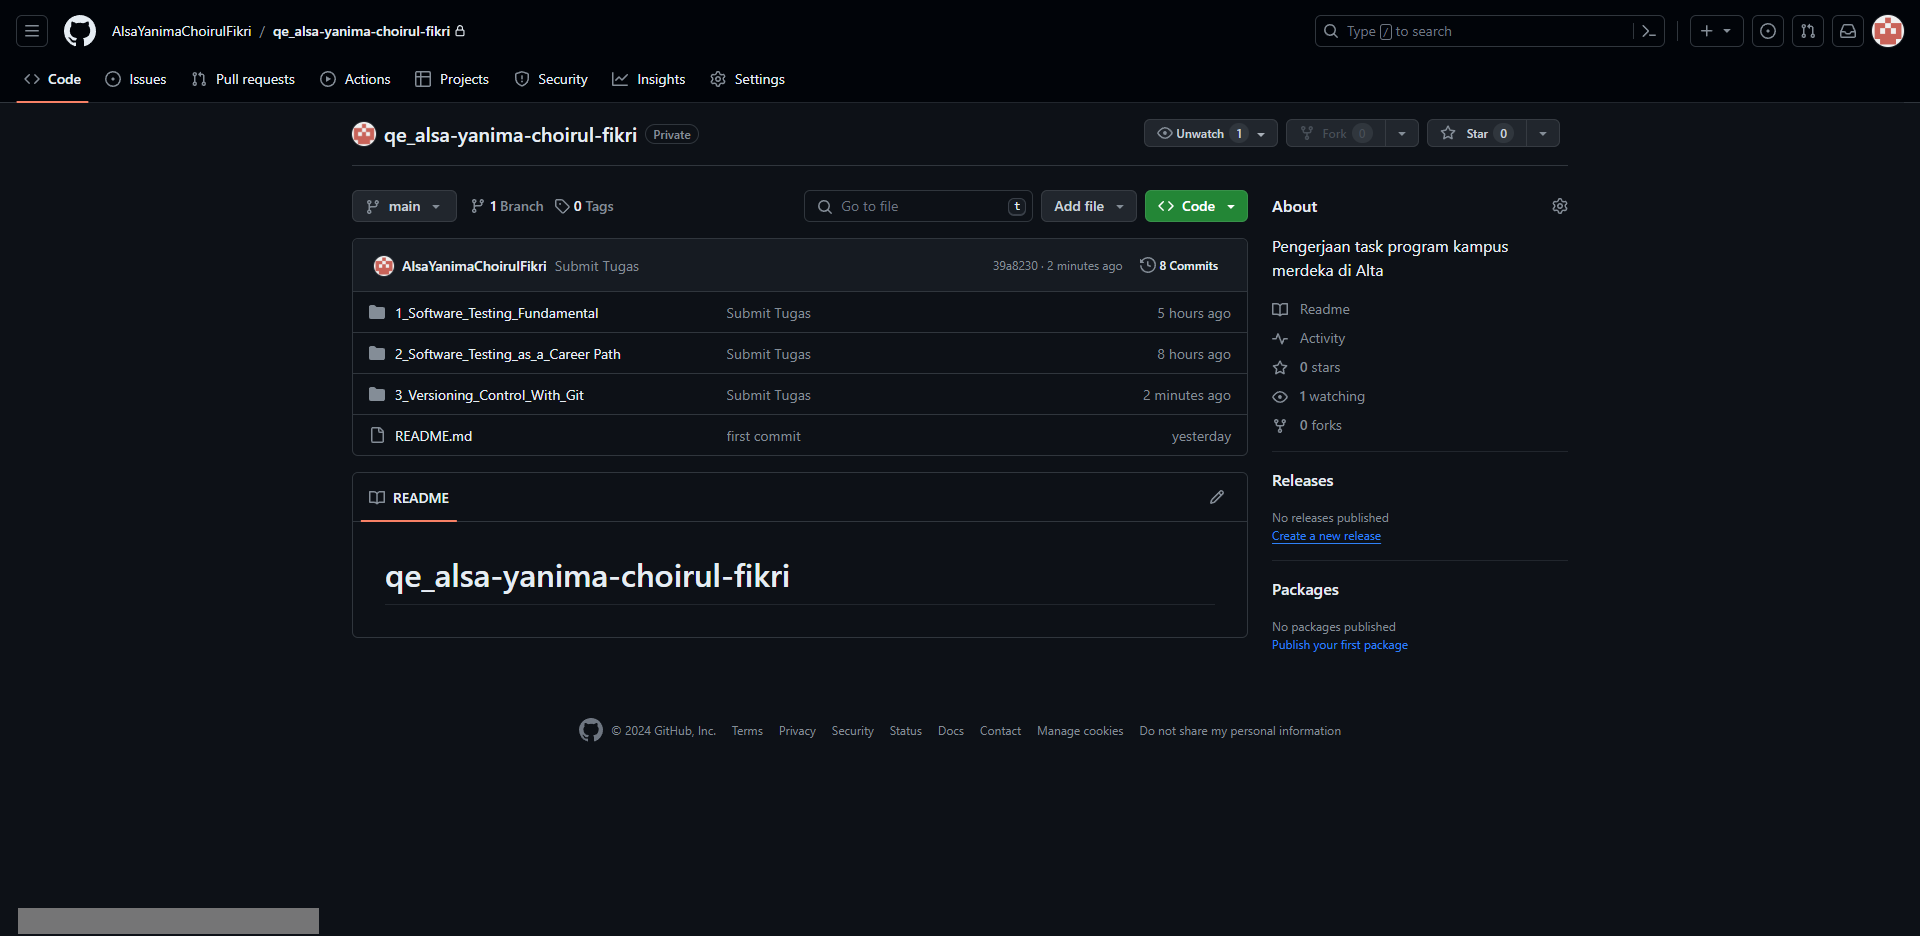 AlsaYanimaChoirulFikri / qe_alsa-yanima-choirul-fikri
Type / to search
Code Issues Pull requests Actions Projects Security Insights Settings
qe_alsa-yanima-choirul-fikri Private
Unwatch 1 Fork 0 Star 0
main 1 Branch 0 Tags
Go to file t Add file Code
AlsaYanimaChoirulFikri Submit Tugas 39a8230 · 2 minutes ago 8 Commits
1_Software_Testing_Fundamental Submit Tugas 5 hours ago
2_Software_Testing_as_a_Career Path Submit Tugas 8 hours ago
3_Versioning_Control_With_Git Submit Tugas 2 minutes ago
README.md first commit yesterday
README
qe_alsa-yanima-choirul-fikri
About
Pengerjaan task program kampus
merdeka di Alta
Readme
Activity
0 stars
1 watching
0 forks
Releases
No releases published
Create a new release
Packages
No packages published
Publish your first package
© 2024 GitHub, Inc. Terms Privacy Security Status Docs Contact Manage cookies Do not share my personal information